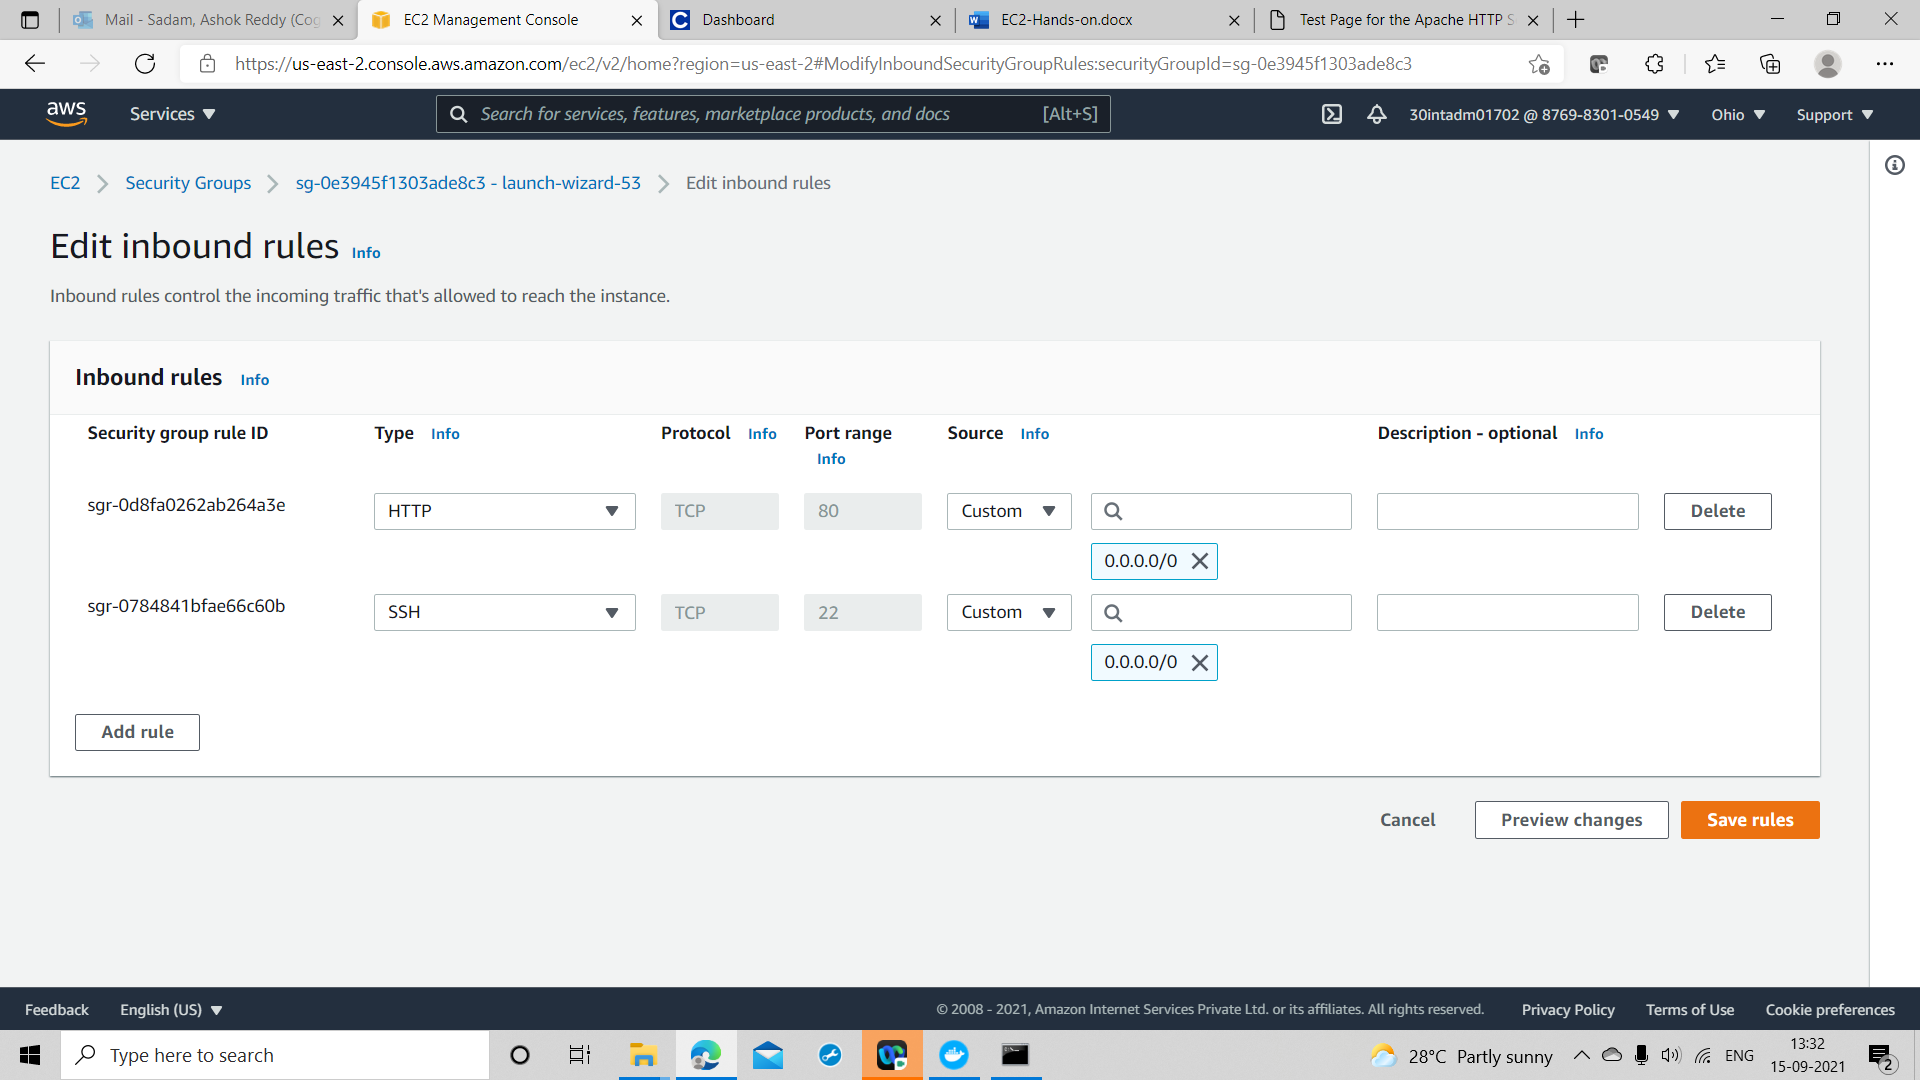 Mail - Sadam, Ashok Reddy (Cog
EC2 Management Console
Dashboard
EC2-Hands-on.docx
Test Page for the Apache HTTP S
https://us-east-2.console.aws.amazon.com/ec2/v2/home?region=us-east-2#ModifyInboundSecurityGroupRules:securityGroupId=sg-0e3945f1303ade8c3
aws
Services
Search for services, features, marketplace products, and docs [Alt+S]
30intadm01702 @ 8769-8301-0549
Ohio
Support
EC2 Security Groups sg-0e3945f1303ade8c3 - launch-wizard-53 Edit inbound rules
Edit inbound rules Info
Inbound rules control the incoming traffic that's allowed to reach the instance.
Inbound rules Info
Security group rule ID Type Info Protocol Info Port range Info Source Info Description - optional Info
sgr-0d8fa0262ab264a3e HTTP TCP 80 Custom Delete
0.0.0.0/0
sgr-0784841bfae66c60b SSH TCP 22 Custom Delete
0.0.0.0/0
Add rule
Cancel Preview changes Save rules
Feedback English (US) © 2008 - 2021, Amazon Internet Services Private Ltd. or its affiliates. All rights reserved. Privacy Policy Terms of Use Cookie preferences
Type here to search
28°C Partly sunny
ENG
13:32
15-09-2021
2